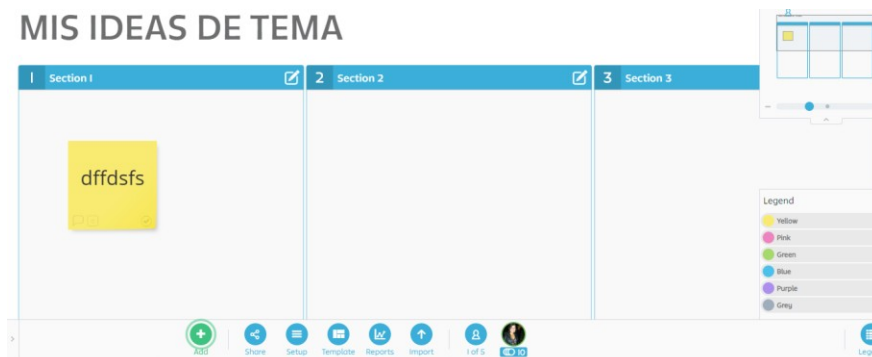 MIS IDEAS DE TEMA
1 Section 1
2 Section 2
3 Section 3
dffdsfs
Legend
Yellow
Pink
Green
Blue
Purple
Grey
Add
Share
Setup
Template
Reports
Import
1 of 5
10